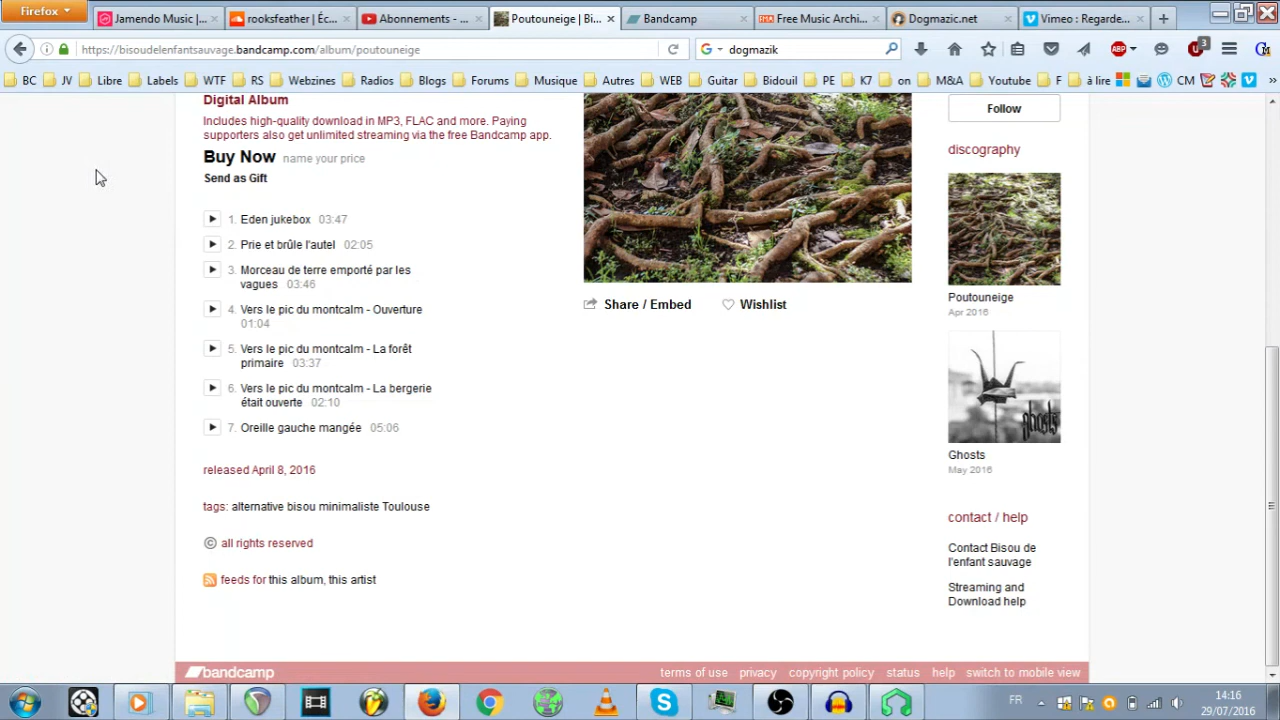 Firefox
Jamendo Music |...
rooksfeather | Éc...
Abonnements - ...
Poutouneige | Bi...
Bandcamp
Free Music Archi...
Dogmazic.net
Vimeo : Regarde...
https://bisoudelenfantsauvage.bandcamp.com/album/poutouneige
dogmazik
ABP
3
BC JV Libre Labels WTF RS Webzines Radios Blogs Forums Musique Autres WEB Guitar Bidouil PE K7 on M&A Youtube F à lire CM
Digital Album
Includes high-quality download in MP3, FLAC and more. Paying
supporters also get unlimited streaming via the free Bandcamp app.
Buy Now name your price
Send as Gift
1. Eden jukebox 03:47
2. Prie et brûle l'autel 02:05
3. Morceau de terre emporté par les
vagues 03:46
4. Vers le pic du montcalm - Ouverture
01:04
5. Vers le pic du montcalm - La forêt
primaire 03:37
6. Vers le pic du montcalm - La bergerie
était ouverte 02:10
7. Oreille gauche mangée 05:06
released April 8, 2016
tags: alternative bisou minimaliste Toulouse
© all rights reserved
feeds for this album, this artist
Share / Embed
Wishlist
Follow
discography
Poutouneige
Apr 2016
ghosts
Ghosts
May 2016
contact / help
Contact Bisou de
l'enfant sauvage
Streaming and
Download help
bandcamp
terms of use privacy copyright policy status help switch to mobile view
FR
14:16
29/07/2016